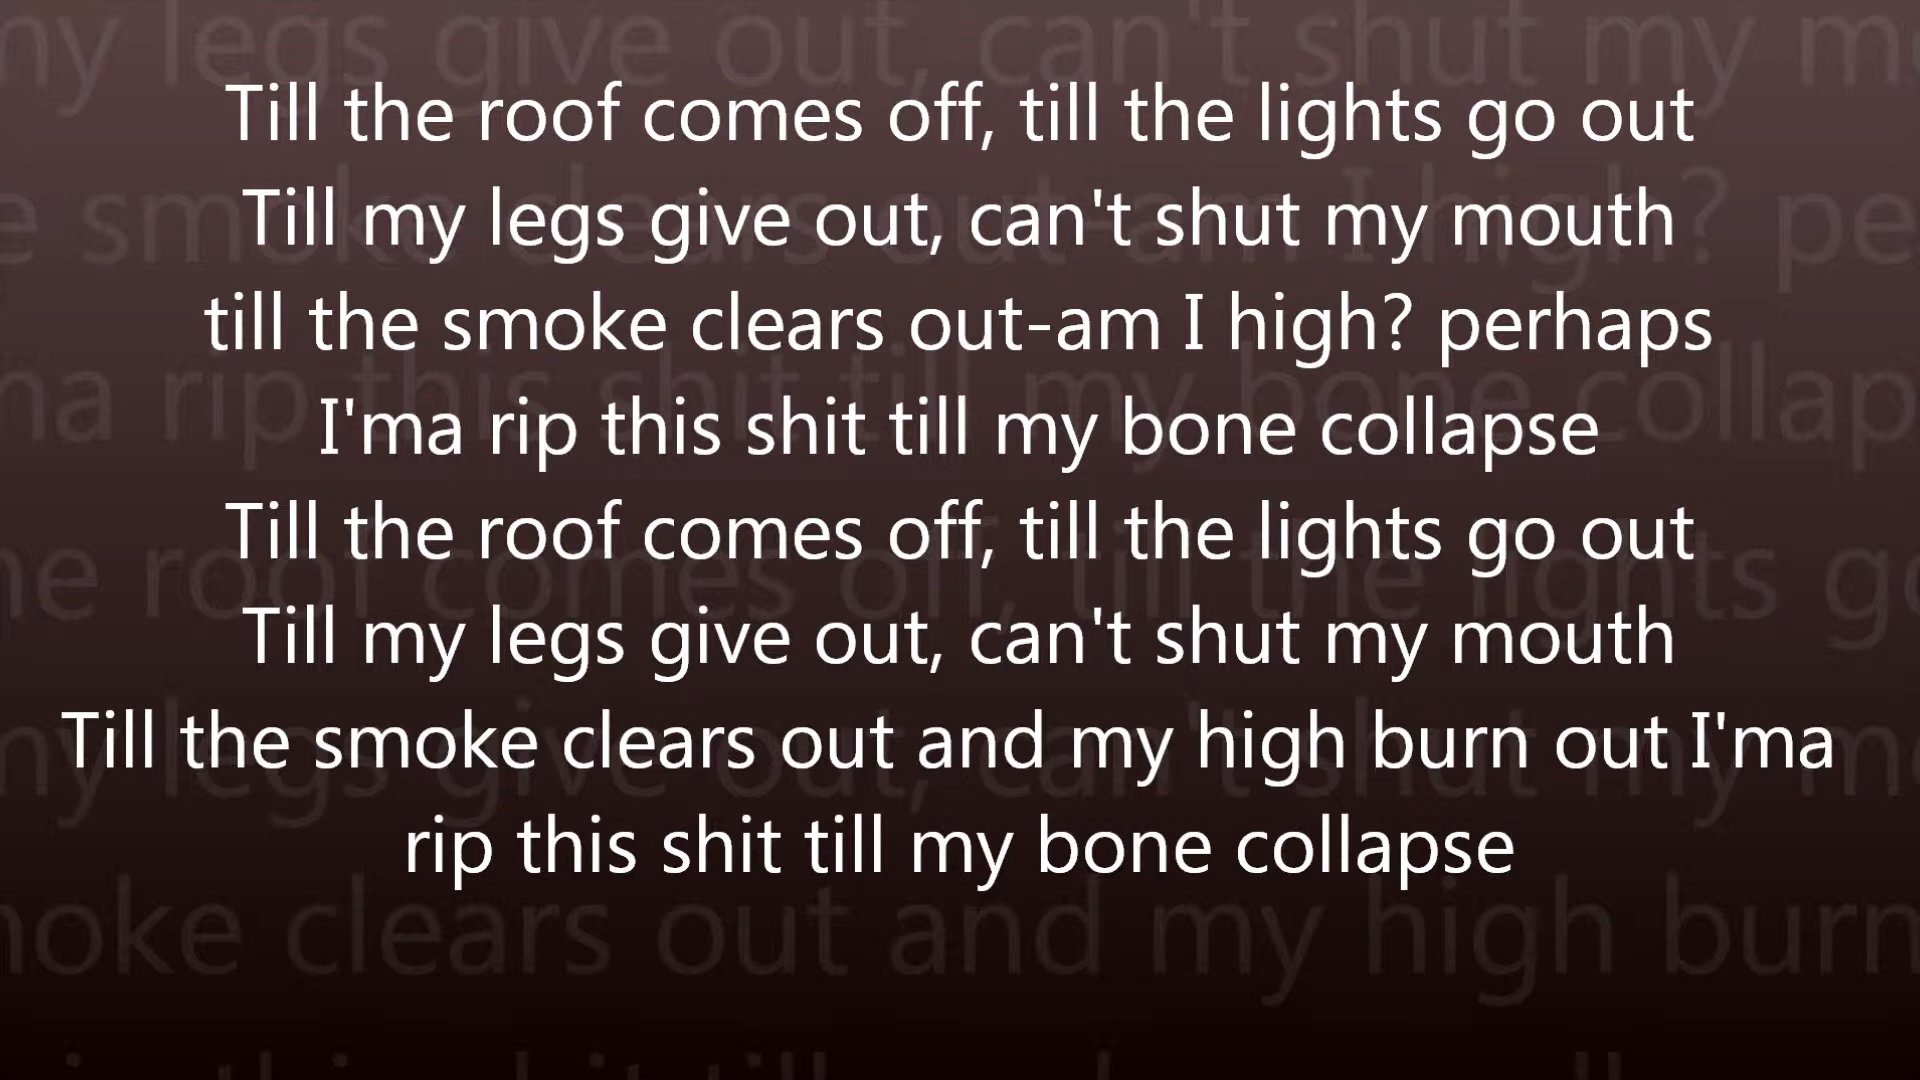 Till the roof comes off, till the lights go out
Till my legs give out, can't shut my mouth
till the smoke clears out-am I high? perhaps
I'ma rip this shit till my bone collapse
Till the roof comes off, till the lights go out
Till my legs give out, can't shut my mouth
Till the smoke clears out and my high burn out I'ma
rip this shit till my bone collapse